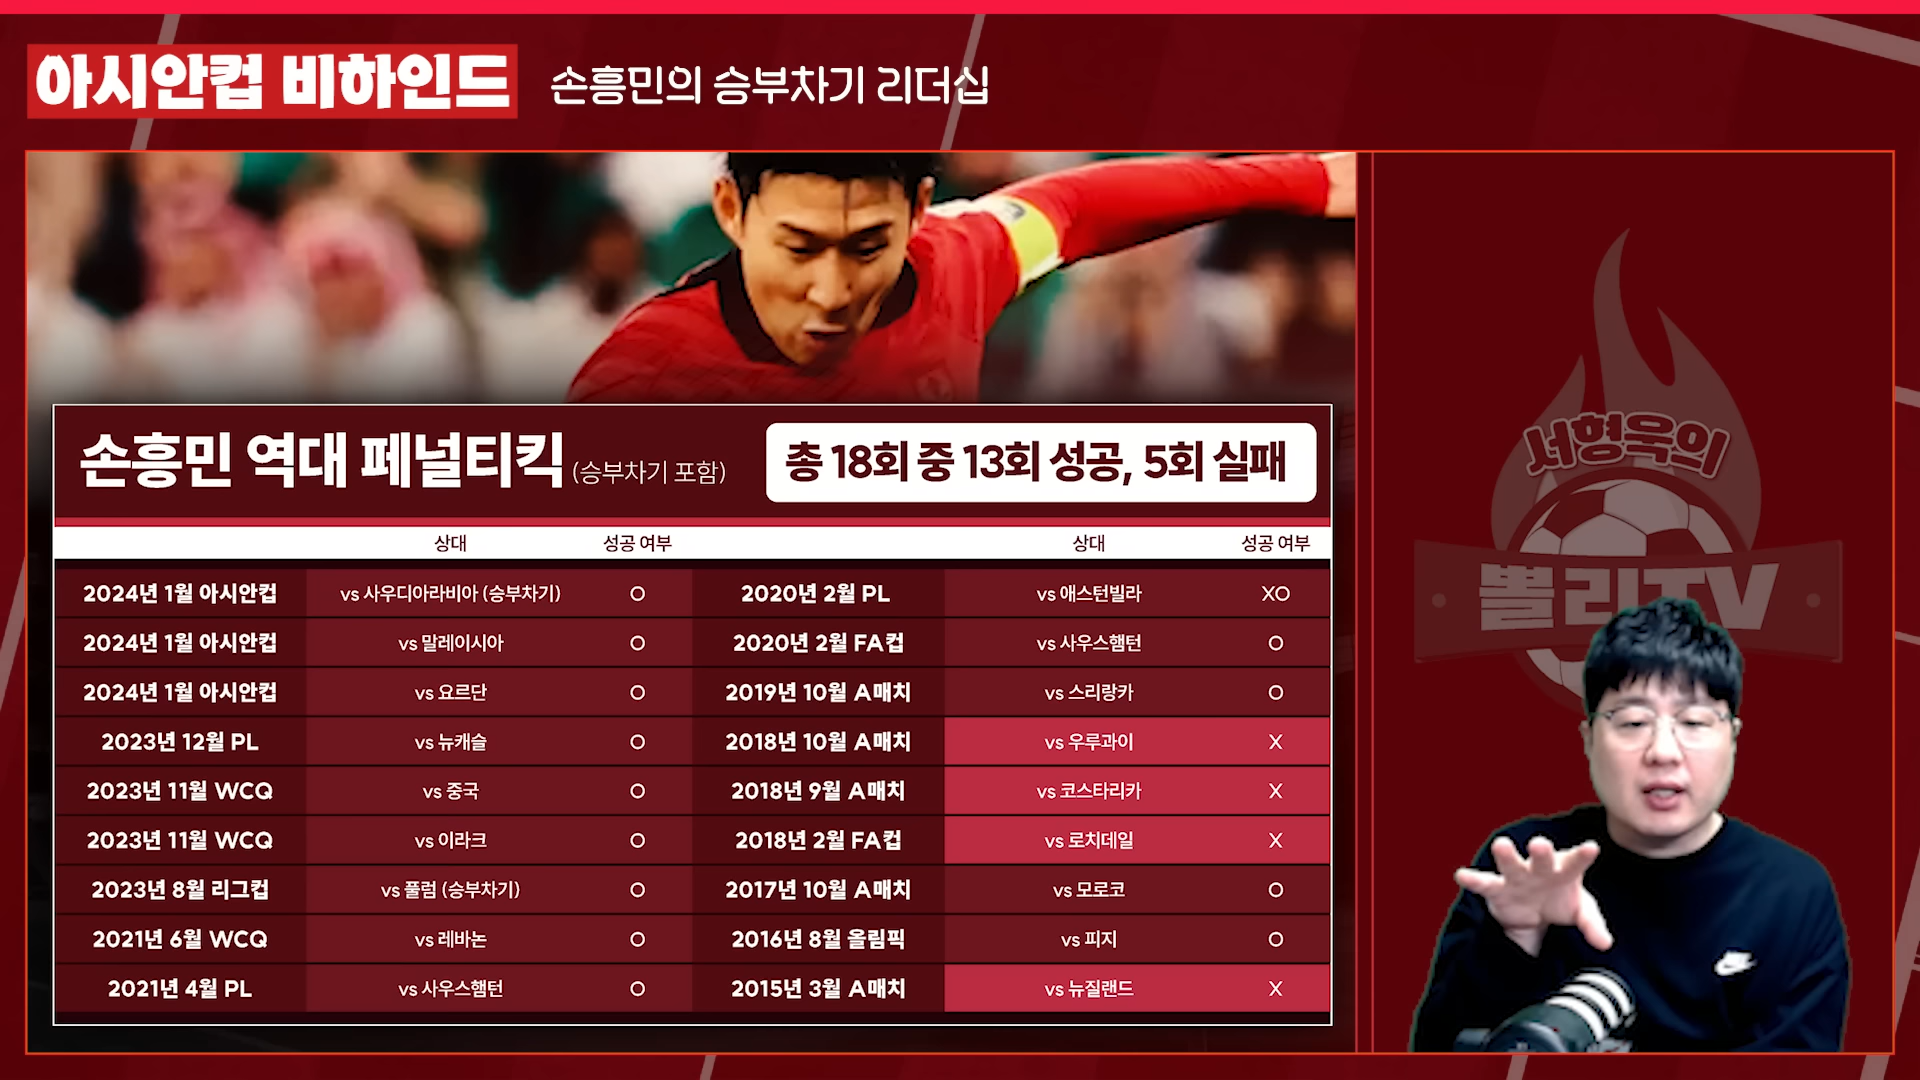 아시안컵 비하인드 손흥민의 승부차기 리더십
손흥민 역대 페널티킥 (승부차기 포함) 총 18회 중 13회 성공, 5회 실패
상대 성공 여부 상대 성공 여부
2024년 1월 아시안컵 vs 사우디아라비아 (승부차기) O 2020년 2월 PL vs 애스턴빌라 XO
2024년 1월 아시안컵 vs 말레이시아 O 2020년 2월 FA컵 vs 사우스햄턴 O
2024년 1월 아시안컵 vs 요르단 O 2019년 10월 A매치 vs 스리랑카 O
2023년 12월 PL vs 뉴캐슬 O 2018년 10월 A매치 vs 우루과이 X
2023년 11월 WCQ vs 중국 O 2018년 9월 A매치 vs 코스타리카 X
2023년 11월 WCQ vs 이라크 O 2018년 2월 FA컵 vs 로치데일 X
2023년 8월 리그컵 vs 풀럼 (승부차기) O 2017년 10월 A매치 vs 모로코 O
2021년 6월 WCQ vs 레바논 O 2016년 8월 올림픽 vs 피지 O
2021년 4월 PL vs 사우스햄턴 O 2015년 3월 A매치 vs 뉴질랜드 X
서형욱의
뽈리TV